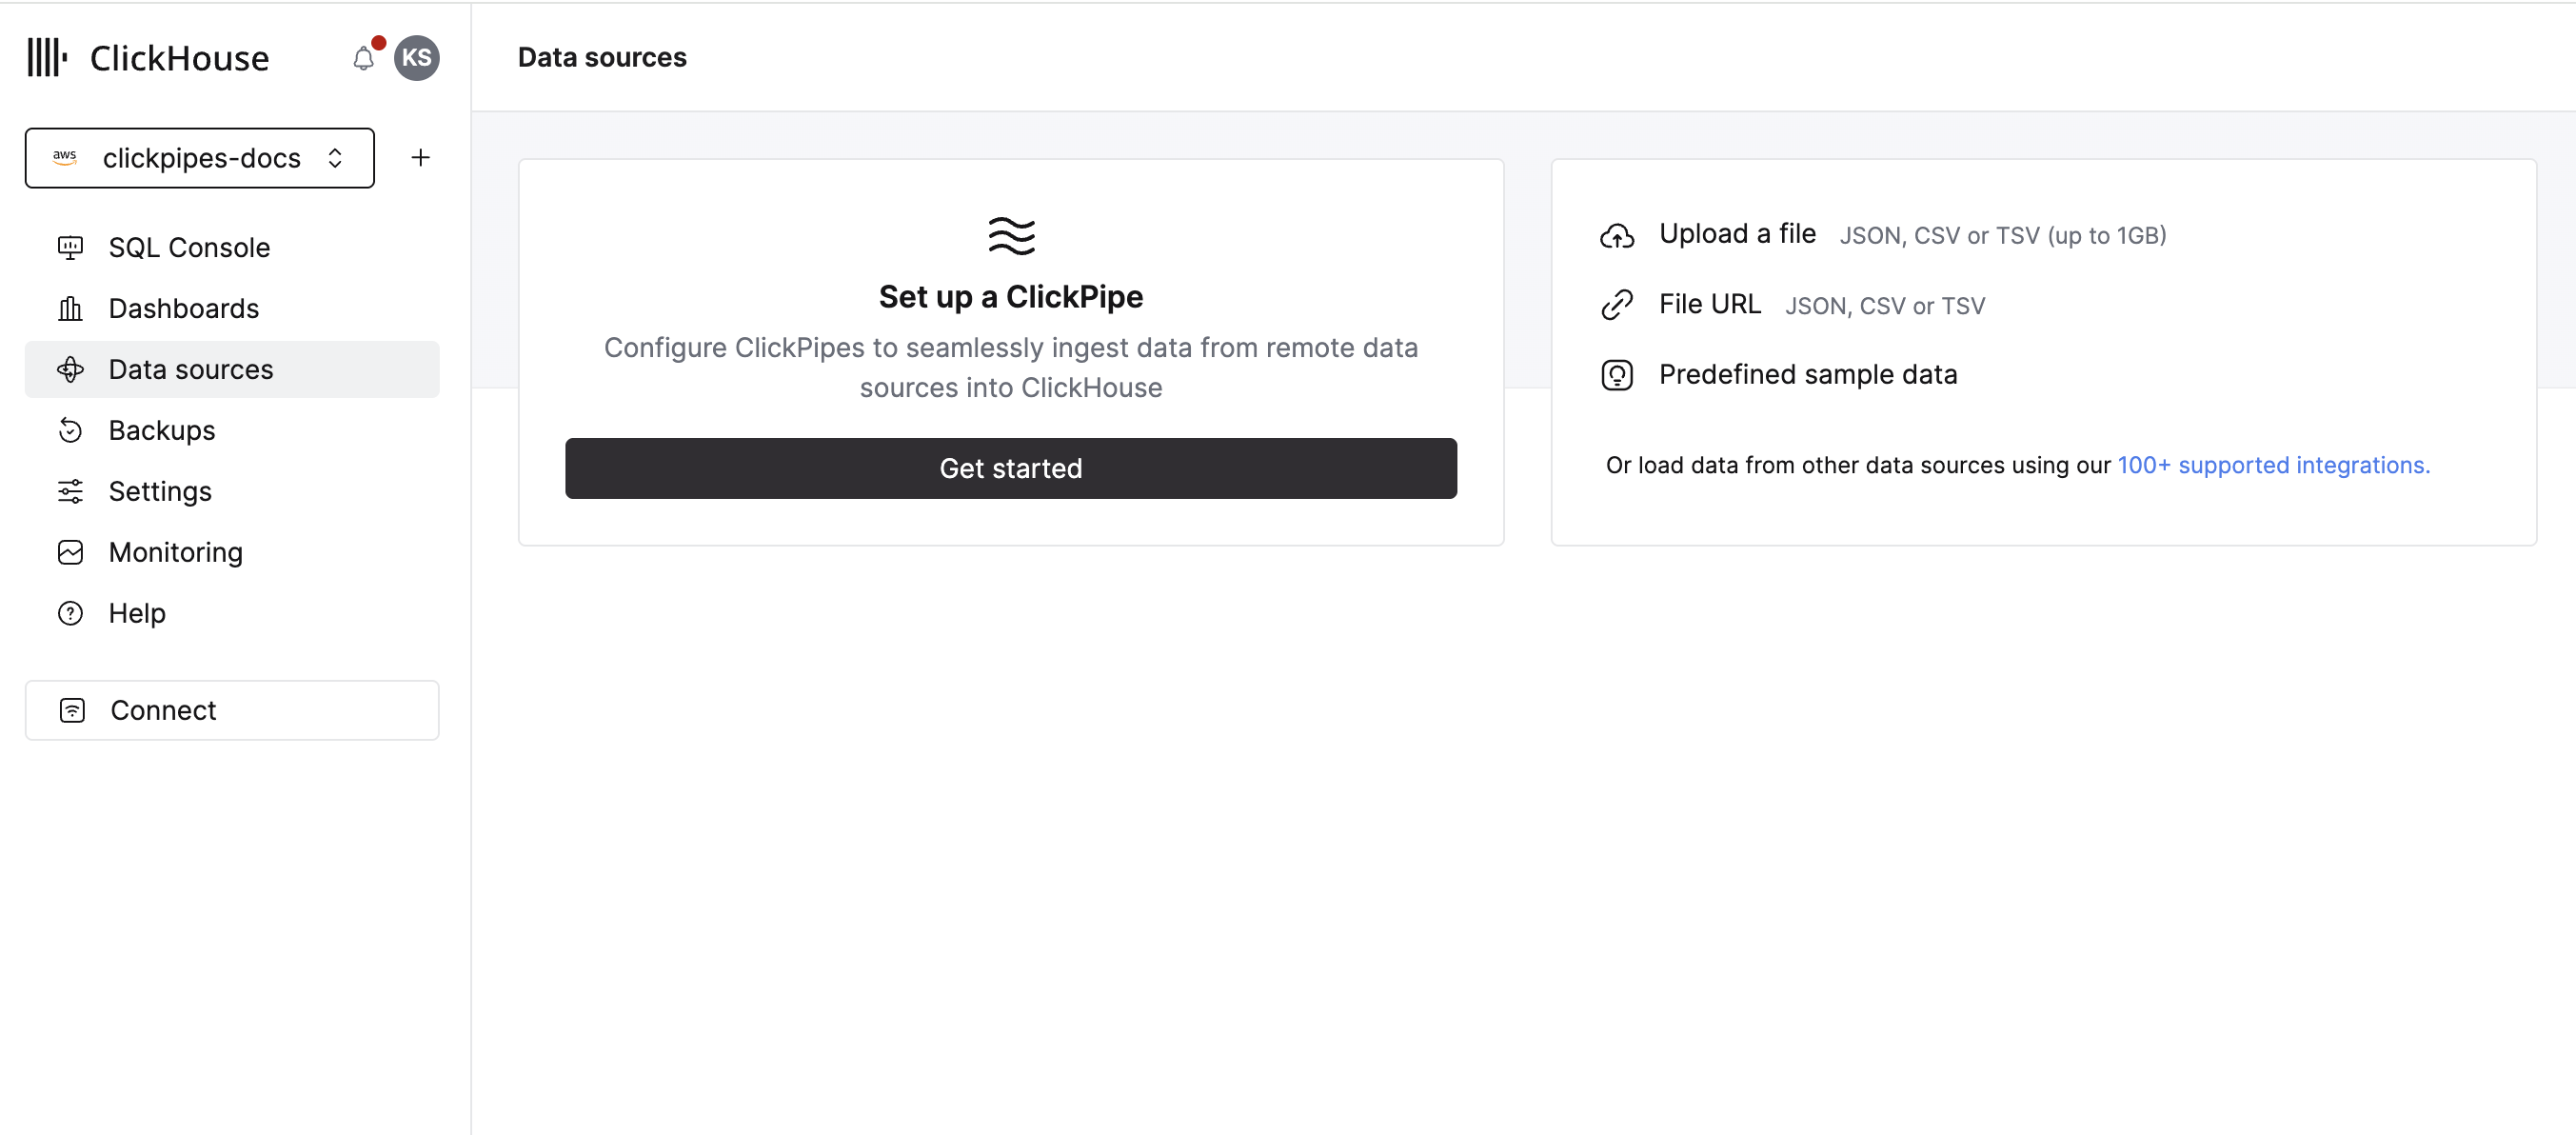 ClickHouse
KS
aws
clickpipes-docs
SQL Console
Dashboards
Data sources
Backups
Settings
Monitoring
Help
Connect
Data sources
Set up a ClickPipe
Configure ClickPipes to seamlessly ingest data from remote data
sources into ClickHouse
Get started
Upload a file JSON, CSV or TSV (up to 1GB)
File URL JSON, CSV or TSV
Predefined sample data
Or load data from other data sources using our 100+ supported integrations.